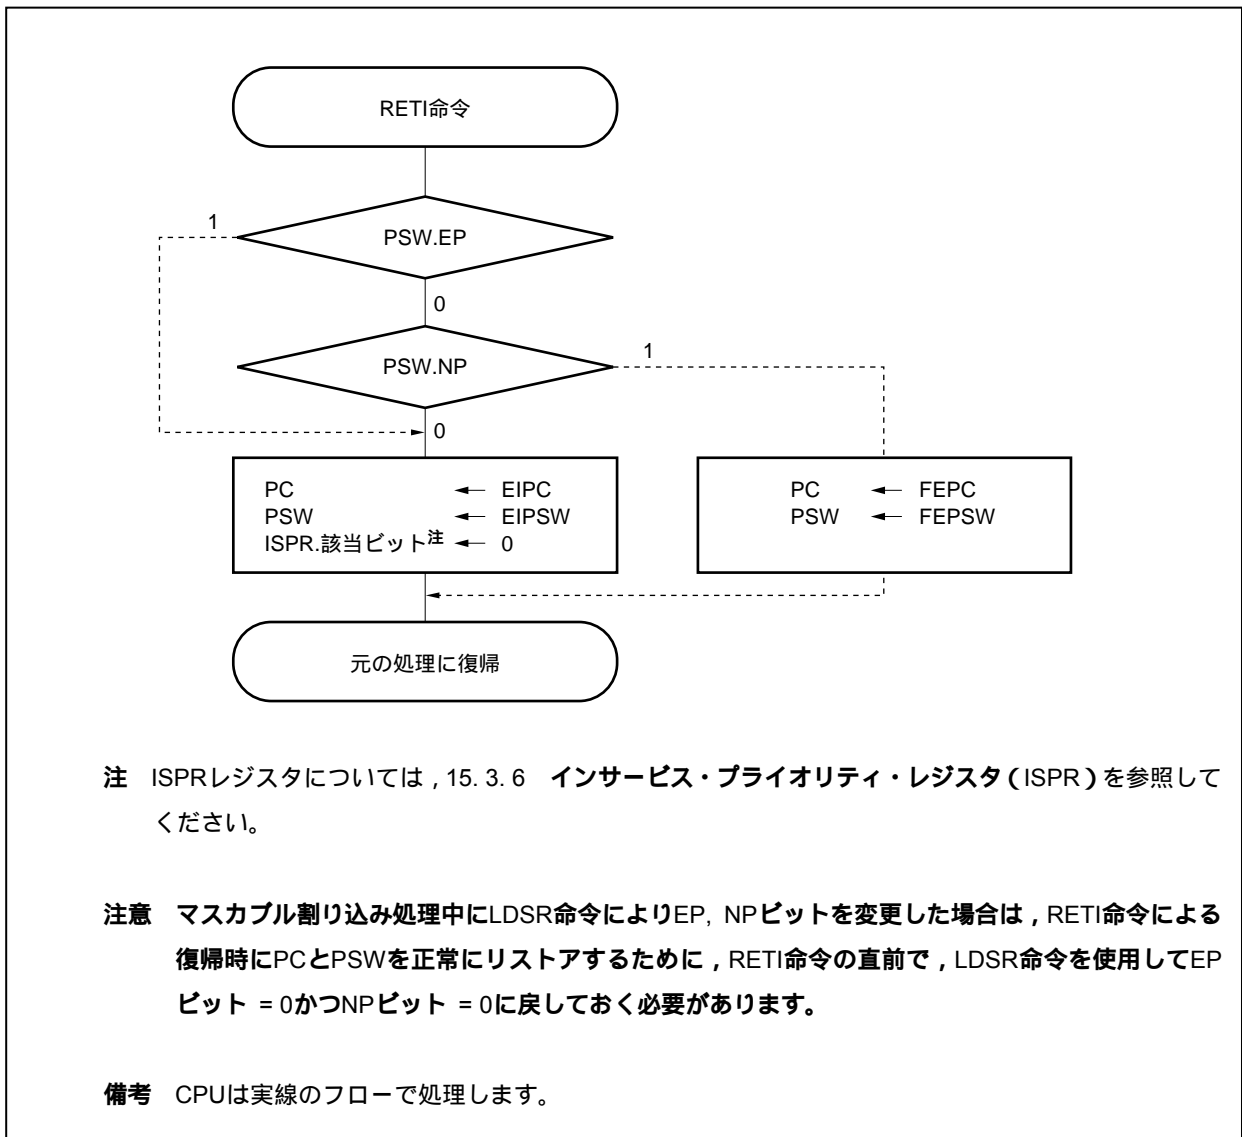 RETI命令
1
PSW.EP
0
1
PSW.NP
0
PC ← EIPC
PSW ← EIPSW
ISPR.該当ビット注 ← 0
PC ← FEPC
PSW ← FEPSW
元の処理に復帰
注 ISPRレジスタについては，15. 3. 6 インサービス・プライオリティ・レジスタ（ISPR）を参照して
ください。
注意 マスカブル割り込み処理中にLDSR命令によりEP, NPビットを変更した場合は，RETI命令による
復帰時にPCとPSWを正常にリストアするために，RETI命令の直前で，LDSR命令を使用してEP
ビット = 0かつNPビット = 0に戻しておく必要があります。
備考 CPUは実線のフローで処理します。